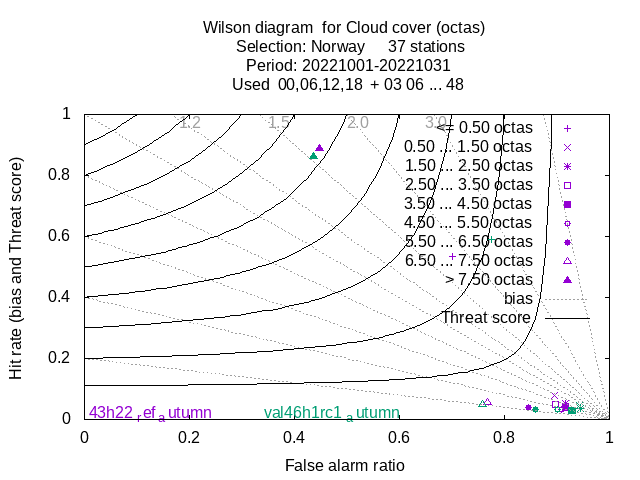 Wilson diagram  for Cloud cover (octas)
Selection: Norway     37 stations
Period: 20221001-20221031
Used  00,06,12,18  + 03 06 ... 48
1.2 1.5 2.0 3.0
<= 0.50 octas
0.50 ... 1.50 octas
1.50 ... 2.50 octas
2.50 ... 3.50 octas
3.50 ... 4.50 octas
4.50 ... 5.50 octas
5.50 ... 6.50 octas
6.50 ... 7.50 octas
> 7.50 octas
bias
Threat score
Hit rate (bias and Threat score)
1
0.8
0.6
0.4
0.2
0
43h22ref autumn val46h1rc1autumn
0 0.2 0.4 0.6 0.8 1
False alarm ratio